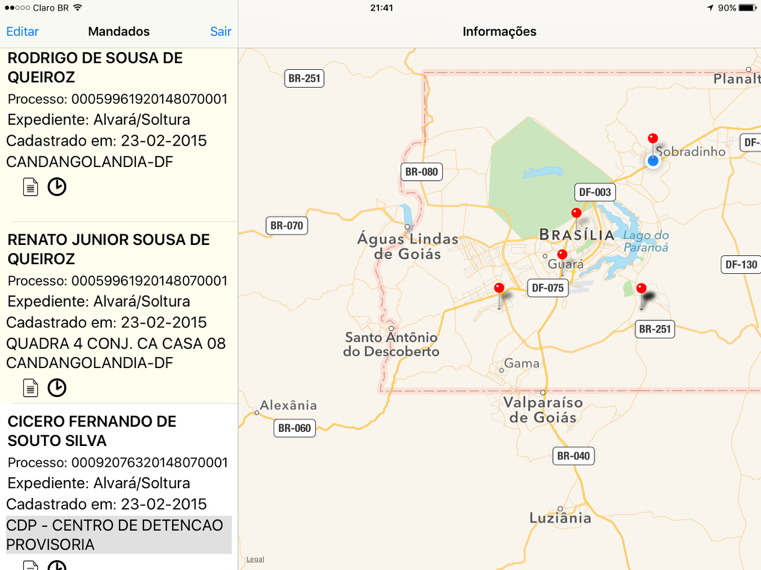 Claro BR
21:41
90%
Editar
Mandados
Sair
Informações
RODRIGO DE SOUSA DE
QUEIROZ
Processo: 00059961920148070001
Expediente: Alvará/Soltura
Cadastrado em: 23-02-2015
CANDANGOLANDIA-DF
RENATO JUNIOR SOUSA DE
QUEIROZ
Processo: 00059961920148070001
Expediente: Alvará/Soltura
Cadastrado em: 23-02-2015
QUADRA 4 CONJ. CA CASA 08
CANDANGOLANDIA-DF
CICERO FERNANDO DE
SOUTO SILVA
Processo: 00092076320148070001
Expediente: Alvará/Soltura
Cadastrado em: 23-02-2015
CDP - CENTRO DE DETENCAO
PROVISORIA
BR-251
Planalt
DF-
Sobradinho
BR-080
DF-003
BR-070
Águas Lindas
de Goiás
BRASÍLIA
Lago do
Paranoá
Guará
DF-130
DF-075
BR-251
Santo Antônio
do Descoberto
Gama
Alexânia
Valparaíso
de Goiás
BR-060
BR-040
Luziânia
Legal